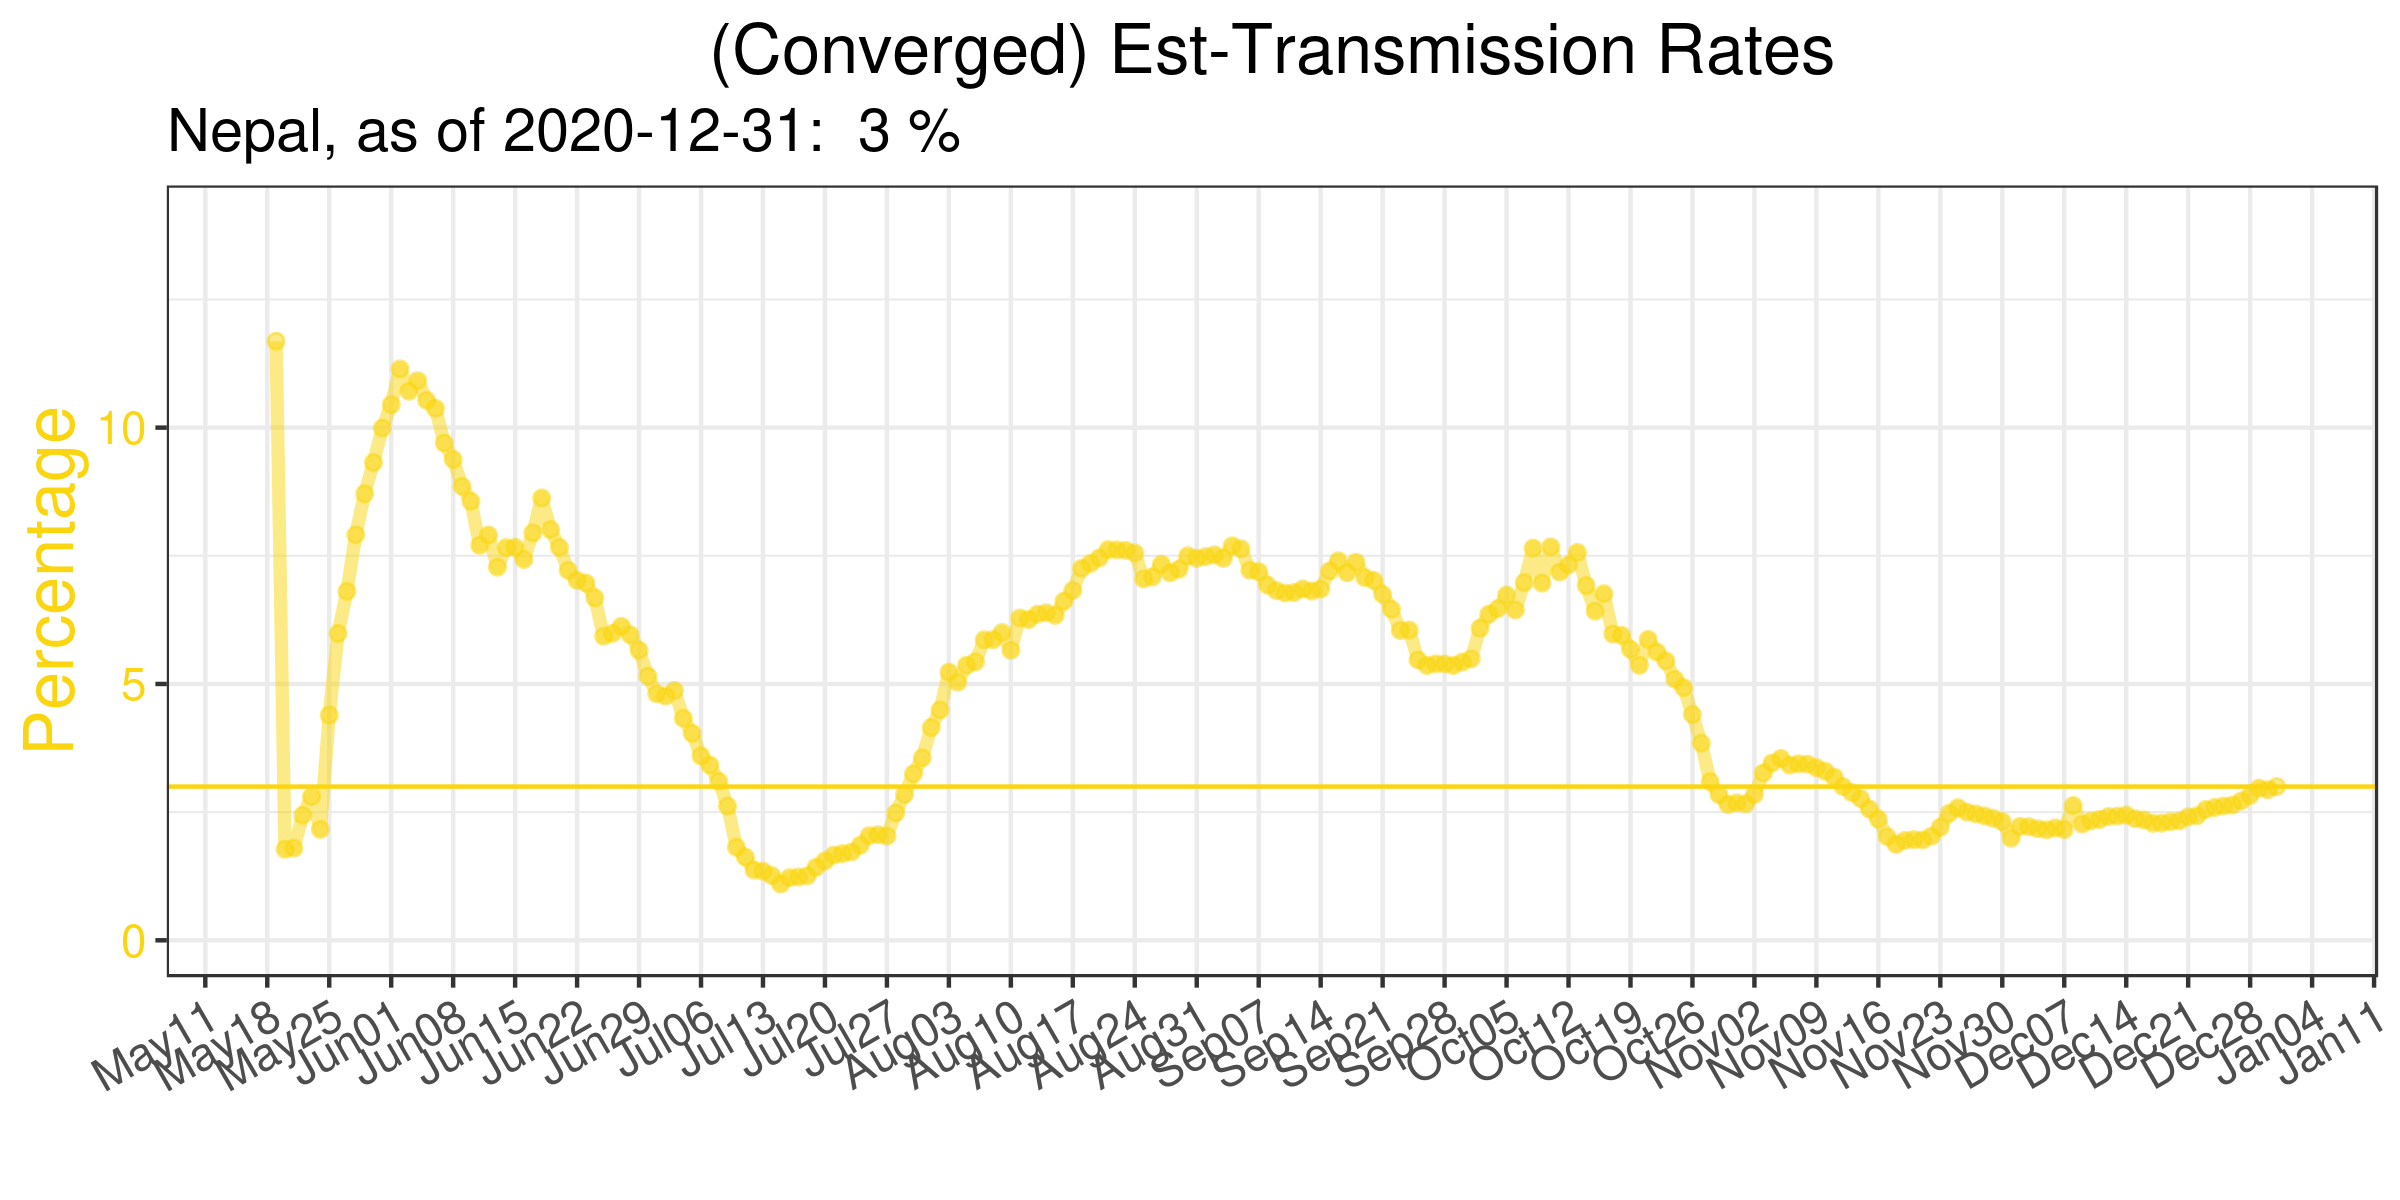 (Converged) Est-Transmission Rates
Nepal, as of 2020-12-31:  3 %
Percentage
10
5
0
May11
May18
May25
Jun01
Jun08
Jun15
Jun22
Jun29
Jul06
Jul13
Jul20
Jul27
Aug03
Aug10
Aug17
Aug24
Aug31
Sep07
Sep14
Sep21
Sep28
Oct05
Oct12
Oct19
Oct26
Nov02
Nov09
Nov16
Nov23
Nov30
Dec07
Dec14
Dec21
Dec28
Jan04
Jan11